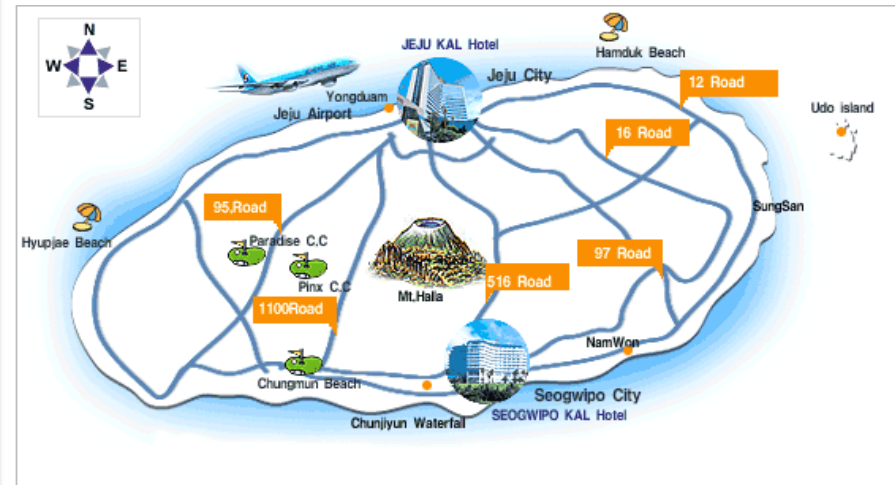 N
W E
S
JEJU KAL Hotel
Hamduk Beach
Jeju City
12 Road
Yongduam
Jeju Airport
Udo island
16 Road
95.Road
SungSan
Hyupjae Beach
Paradise C,C
97 Road
Pinx C,C
Mt,Halla
516 Road
1100Road
NamWon
Chungmun Beach
Seogwipo City
SEOGWIPO KAL Hotel
Chunjiyun Waterfall